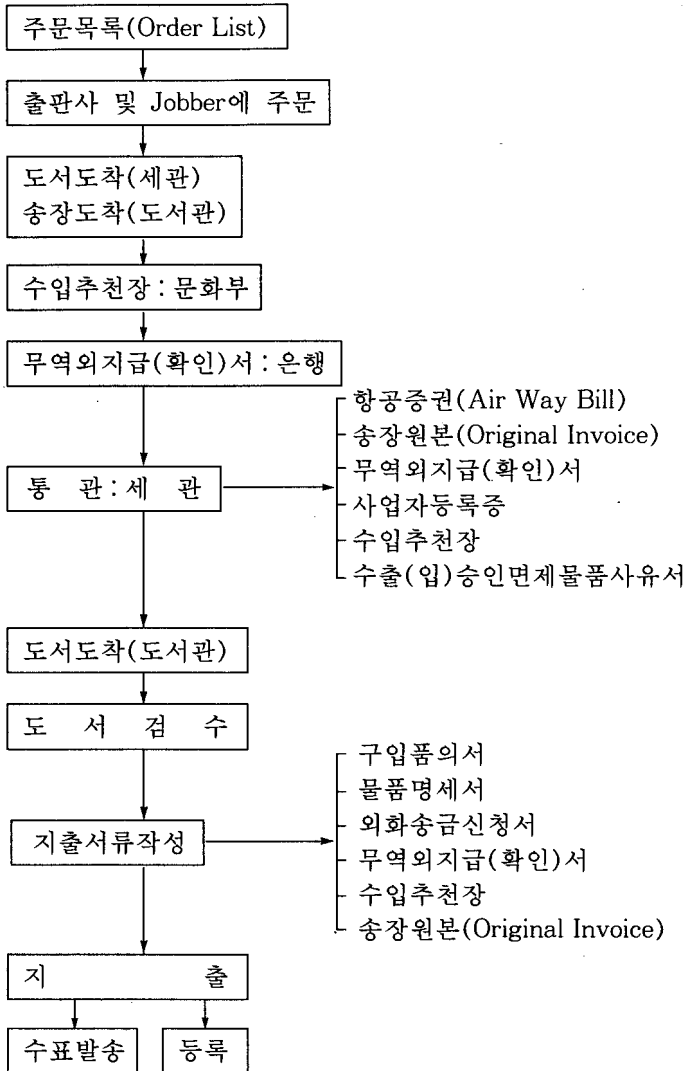 주문목록(Order List)
출판사 및 Jobber에 주문
도서도착(세관)
송장도착(도서관)
수입추천장 : 문화부
무역외지급(확인)서 : 은행
통 관 : 세 관
항공증권(Air Way Bill)
송장원본(Original Invoice)
무역외지급(확인)서
사업자등록증
수입추천장
수출(입)승인면제물품사유서
도서도착(도서관)
도 서 검 수
지출서류작성
구입품의서
물품명세서
외화송금신청서
무역외지급(확인)서
수입추천장
송장원본(Original Invoice)
지 출
수표발송 등록